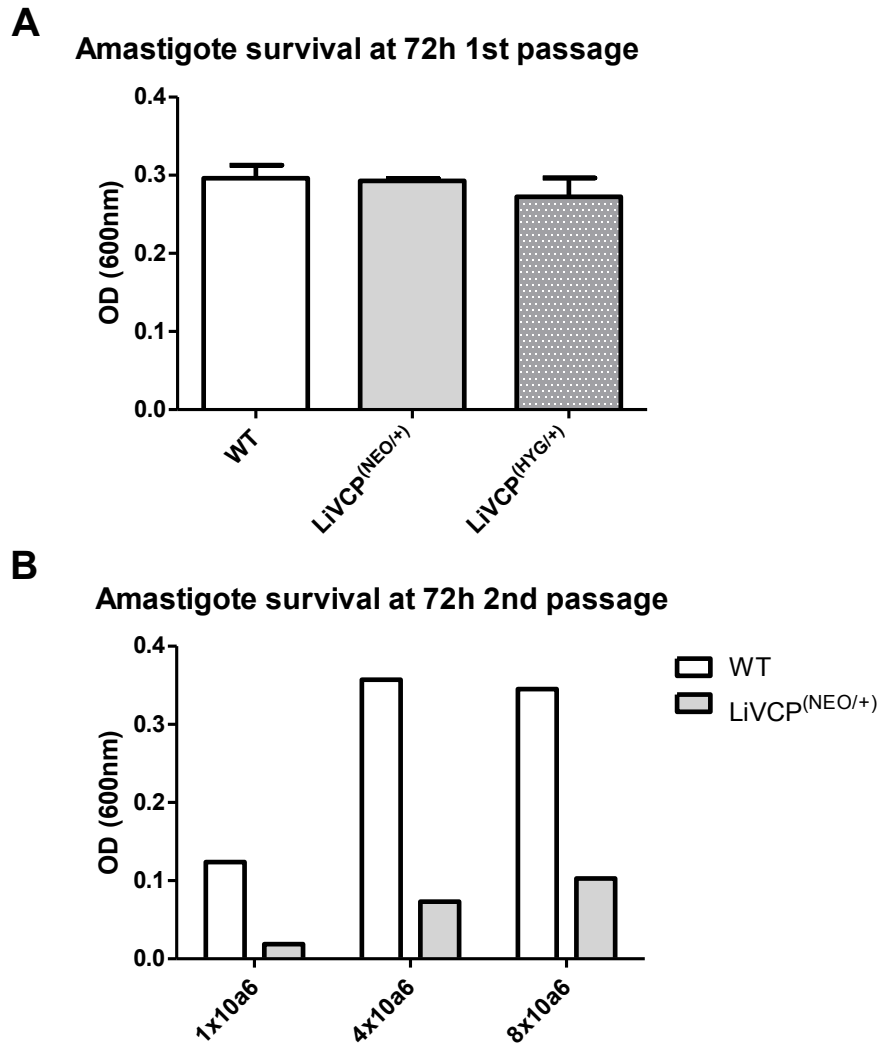 A
Amastigote survival at 72h 1st passage
0.4
0.3
0.2
0.1
0.0
OD (600nm)
WT
LiVCP(NEO/+)
LiVCP(HYG/+)
B
Amastigote survival at 72h 2nd passage
0.4
0.3
0.2
0.1
0.0
OD (600nm)
1x10a6
4x10a6
8x10a6
WT
LiVCP(NEO/+)